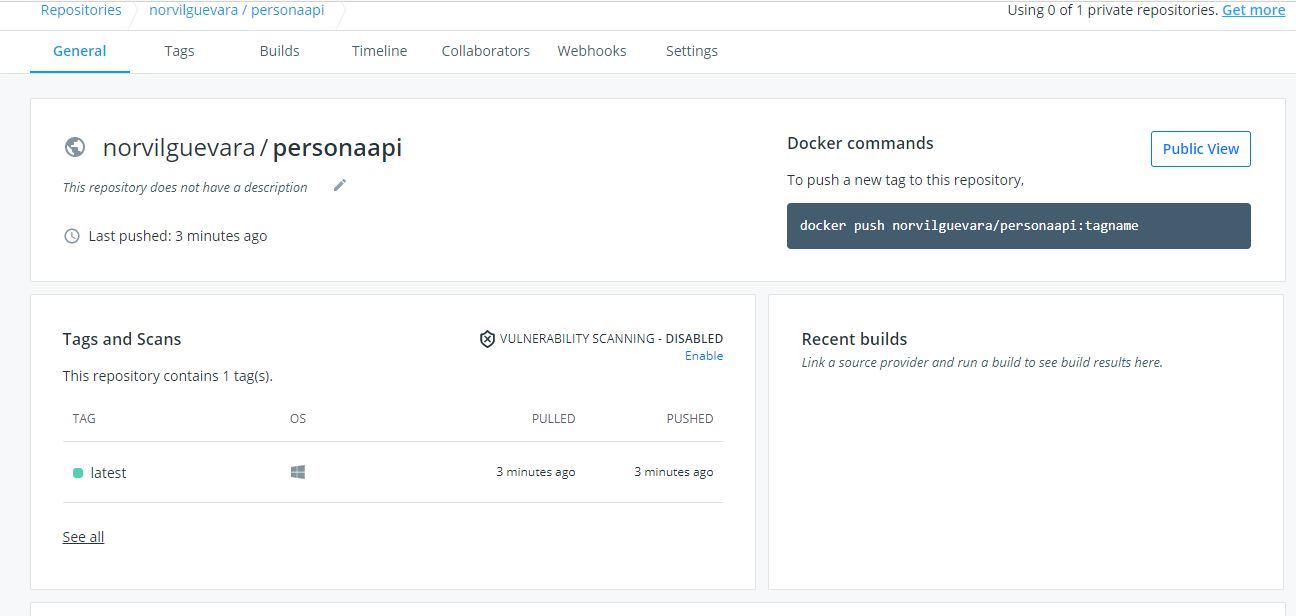 Repositories norvilguevara / personaapi Using 0 of 1 private repositories. Get more
General Tags Builds Timeline Collaborators Webhooks Settings
norvilguevara / personaapi
This repository does not have a description
Last pushed: 3 minutes ago
Docker commands
Public View
To push a new tag to this repository,
docker push norvilguevara/personaapi:tagname
Tags and Scans
VULNERABILITY SCANNING - DISABLED
Enable
This repository contains 1 tag(s).
TAG OS PULLED PUSHED
latest 3 minutes ago 3 minutes ago
See all
Recent builds
Link a source provider and run a build to see build results here.